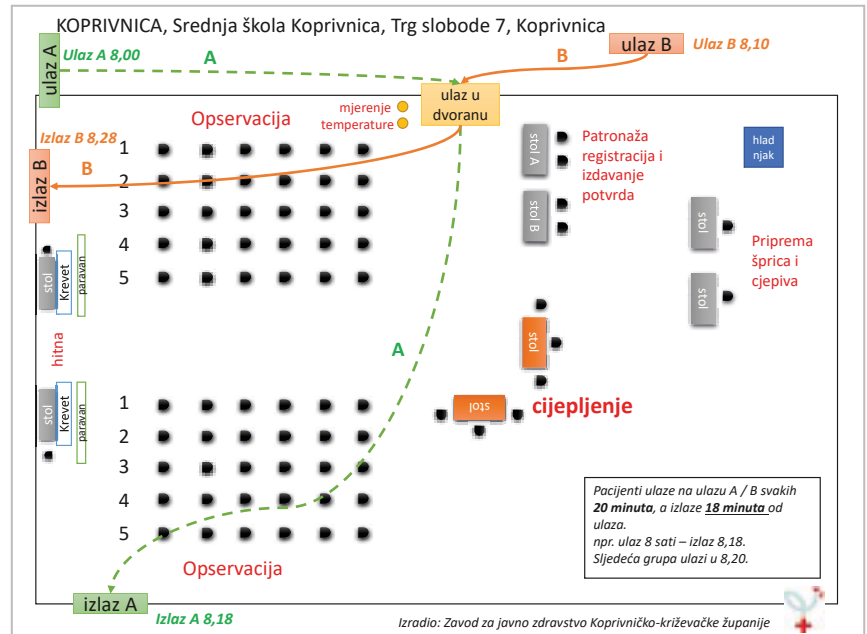 KOPRIVNICA, Srednja škola Koprivnica, Trg slobode 7, Koprivnica
ulaz A
Ulaz A 8,00
A
B
ulaz B
Ulaz B 8,10
ulaz u
dvoranu
mjerenje
temperature
Opservacija
Izlaz B 8,28
izlaz B
B
1
2
3
4
5
stol A
stol B
Patronaža
registracija i
izdavanje
potvrda
hlad
njak
stol
stol
Priprema
šprica i
cjepiva
stol
Krevet
paravan
hitna
stol
Krevet
paravan
A
stol
stol
cijepljenje
1
2
3
4
5
Opservacija
izlaz A
Izlaz A 8,18
Pacijenti ulaze na ulazu A / B svakih
20 minuta, a izlaze 18 minuta od
ulaza.
npr. ulaz 8 sati – izlaz 8,18.
Sljedeća grupa ulazi u 8,20.
Izradio: Zavod za javno zdravstvo Koprivničko-križevačke županije